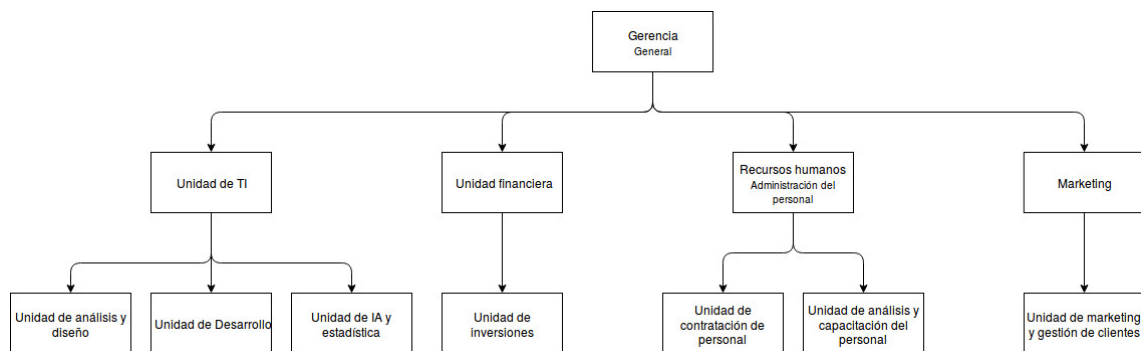 Gerencia
General
Unidad de TI
Unidad financiera
Recursos humanos
Administración del
personal
Marketing
Unidad de análisis y
diseño
Unidad de Desarrollo
Unidad de IA y
estadística
Unidad de
inversiones
Unidad de
contratación de
personal
Unidad de análisis y
capacitación del
personal
Unidad de marketing
y gestión de clientes